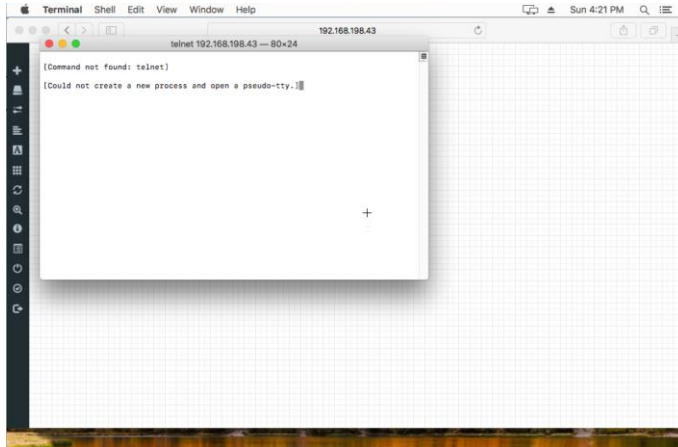 Terminal Shell Edit View Window Help Sun 4:21 PM
192.168.198.43
telnet 192.168.198.43 — 80×24
[Command not found: telnet]
[Could not create a new process and open a pseudo-tty.]
A